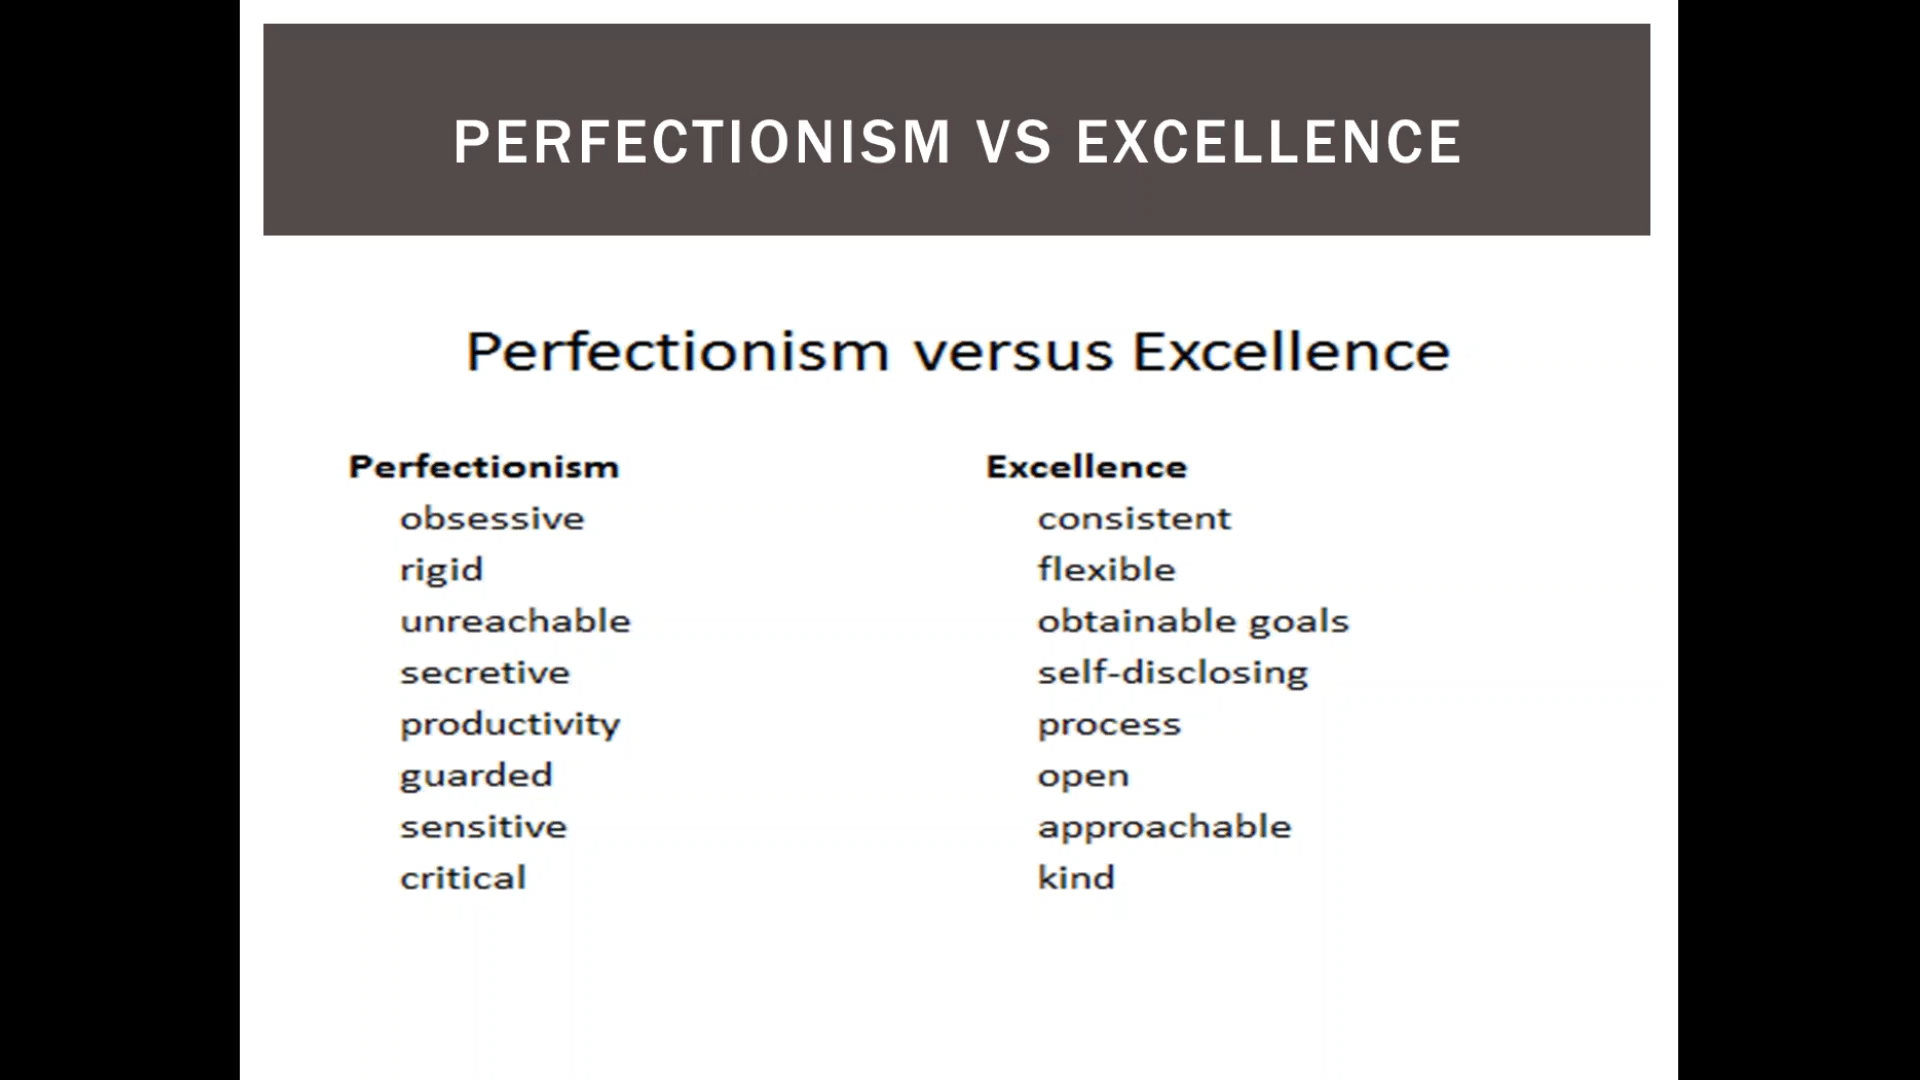 PERFECTIONISM VS EXCELLENCE
Perfectionism versus Excellence
Perfectionism
obsessive
rigid
unreachable
secretive
productivity
guarded
sensitive
critical
Excellence
consistent
flexible
obtainable goals
self-disclosing
process
open
approachable
kind